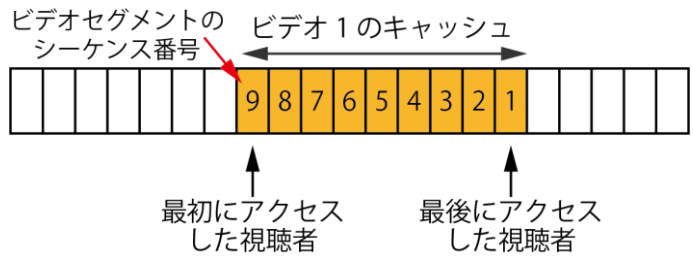 ビデオセグメントの
シーケンス番号
ビデオ1のキャッシュ
9 8 7 6 5 4 3 2 1
最初にアクセス
した視聴者
最後にアクセス
した視聴者